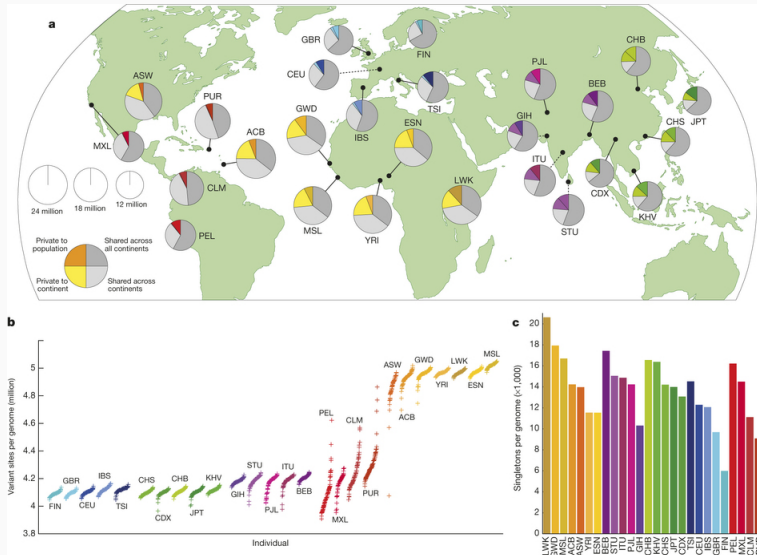 a
GBR
FIN
CHB
CEU
PJL
BEB
ASW
PUR
GWD
ESN
TSI
CHS
JPT
MXL
ACB
IBS
GIH
ITU
CDX
24 million
18 million
12 million
CLM
LWK
STU
KHV
MSL
YRI
PEL
Private to population
Shared across all continents
Private to continent
Shared across continents
b
Variant sites per genome (million)
5
4.8
4.6
4.4
4.2
4
3.8
FIN
GBR
CEU
IBS
TSI
CHS
CDX
CHB
JPT
KHV
GIH
STU
PJL
ITU
BEB
PEL
MXL
CLM
PUR
ASW
ACB
GWD
YRI
LWK
ESN
MSL
Individual
c
Singletons per genome (×1,000)
20
18
16
14
12
10
8
6
4
2
0
LWK
GWD
MSL
ACB
ASW
YRI
ESN
BEB
STU
ITU
PJL
GIH
CHB
KHV
CHS
JPT
CDX
TSI
CEU
IBS
GBR
FIN
PEL
MXL
CLM